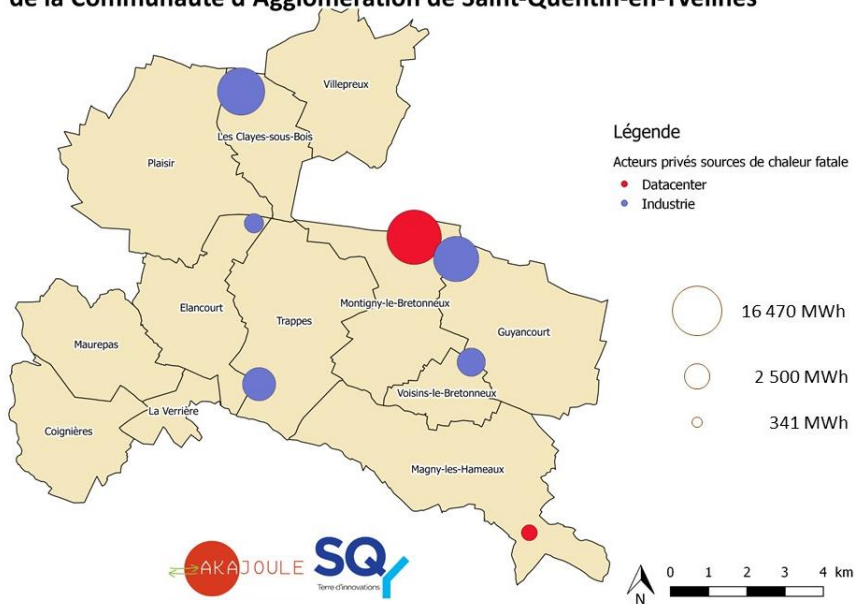 de la Communauté d'Agglomération de Saint-Quentin-en-Yvelines
Villepreux
Les Clayes-sous-Bois
Plaisir
Légende
Acteurs privés sources de chaleur fatale
Datacenter
Industrie
Elancourt
Trappes
Montigny-le-Bretonneux
Guyancourt
16 470 MWh
Maurepas
2 500 MWh
Voisins-le-Bretonneux
La Verrière
341 MWh
Coignières
Magny-les-Hameaux
AKAJOULE
SQY
Terre d'innovations
N
0 1 2 3 4 km